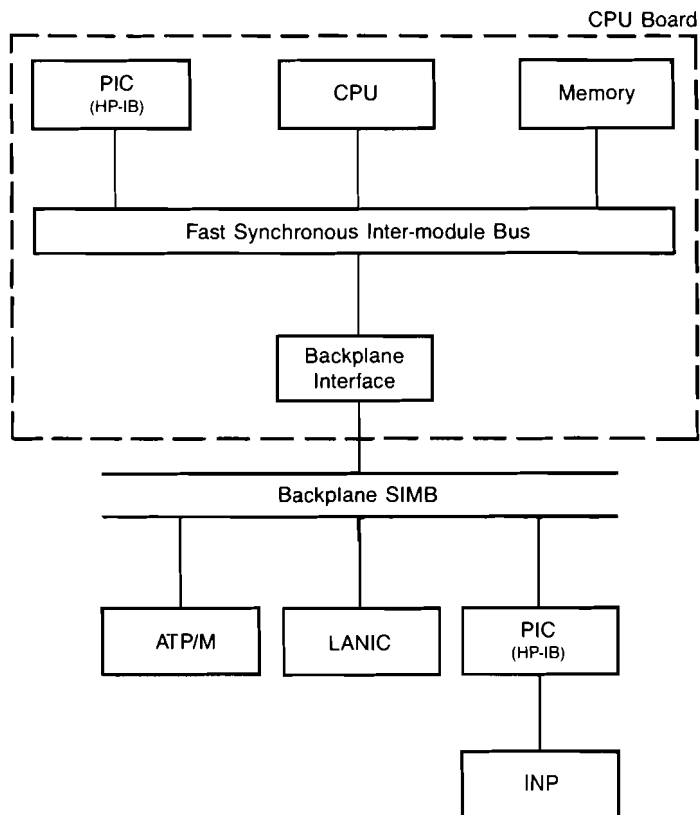 CPU Board
PIC
(HP-IB)
CPU
Memory
Fast Synchronous Inter-module Bus
Backplane
Interface
Backplane SIMB
ATP/M
LANIC
PIC
(HP-IB)
INP